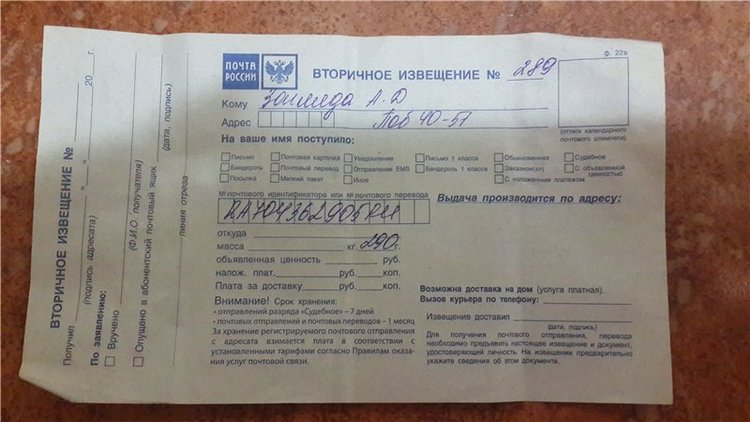 Ф. 22в
ПОЧТА РОССИИ
ВТОРИЧНОЕ ИЗВЕЩЕНИЕ № 289
Кому А. Д
Адрес Поб 40-57
(оттиск календарного почтового штемпеля)
На ваше имя поступило:
Письмо Почтовая карточка Уведомление Письмо 1 класса Обыкновенная Судебное
Бандероль Почтовый перевод Отправление EMS Бандероль 1 класса Заказное(ая) С объявленной ценностью
Посылка Мелкий пакет Иное С наложенным платежом
№ почтового идентификатора или № почтового перевода
RA704362905RU
Выдача производится по адресу:
откуда
масса кг. 290 г.
объявленная ценность руб.
налож. плат. руб. коп.
Плата за доставку руб. коп.
Внимание! Срок хранения:
• отправлений разряда «Судебное» – 7 дней
• почтовых отправлений и почтовых переводов - 1 месяц
За хранение регистрируемого почтового отправления
с адресата взимается плата в соответствии с
установленными тарифами согласно Правилам оказа-
ния услуг почтовой связи.
Возможна доставка на дом (услуга платная).
Вызов курьера по телефону:
Извещение доставил
(дата, подпись)
Для получения почтового отправления, перевода
необходимо предъявить настоящее извещение и документ,
удостоверяющий личность. На извещении предварительно
укажите сведения об этом документе.
ВТОРИЧНОЕ ИЗВЕЩЕНИЕ №
Получил " " 20 г.
(подпись адресата)
По заявлению:
Вручено
(Ф.И.О. получателя)
Опущено в абонентский почтовый ящик
(дата, подпись)
линия отреза